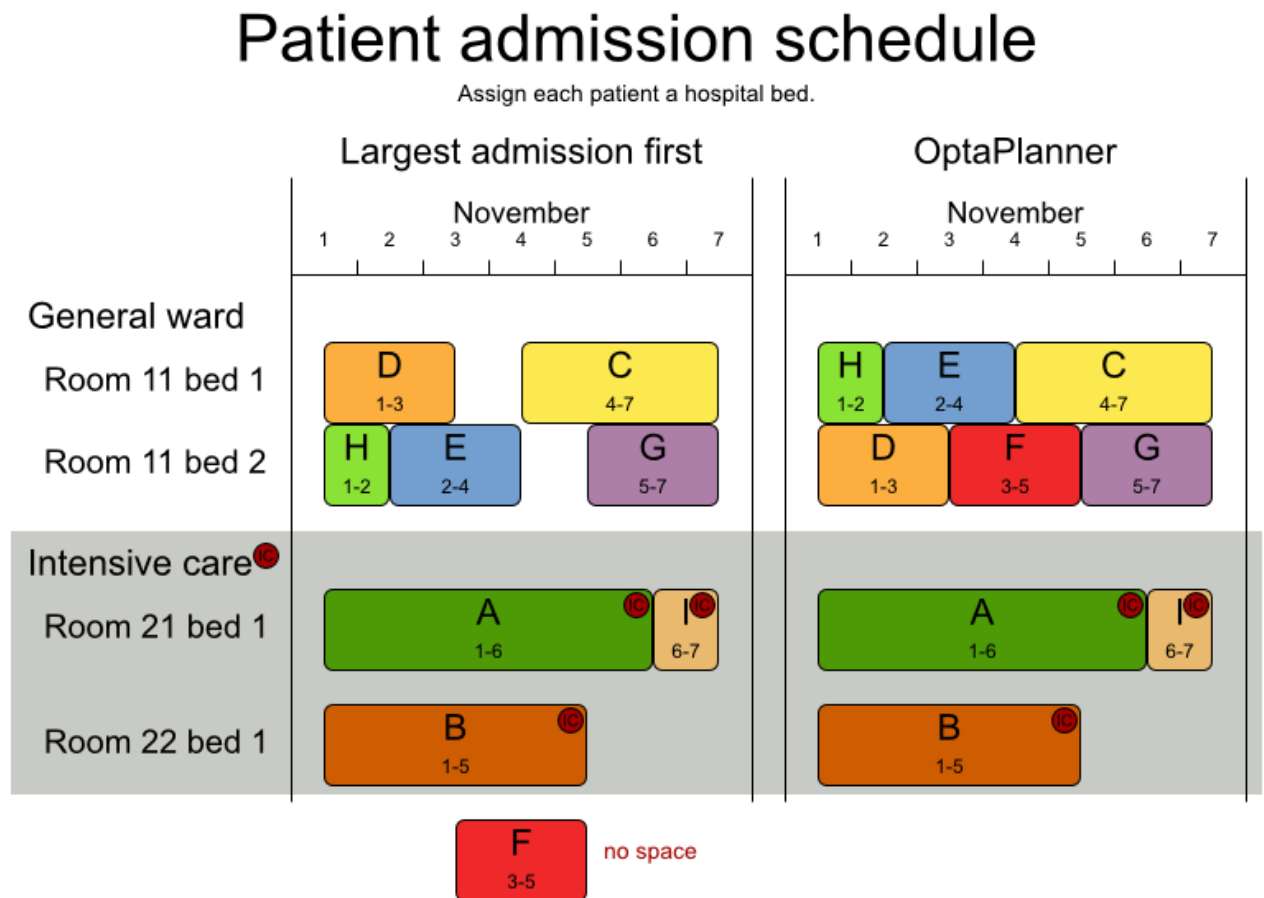 Patient admission schedule
Assign each patient a hospital bed.
Largest admission first
OptaPlanner
November
November
1 2 3 4 5 6 7
1 2 3 4 5 6 7
General ward
Room 11 bed 1
D
1-3
C
4-7
H
1-2
E
2-4
C
4-7
Room 11 bed 2
H
1-2
E
2-4
G
5-7
D
1-3
F
3-5
G
5-7
Intensive care IC
Room 21 bed 1
A IC
1-6
I IC
6-7
A IC
1-6
I IC
6-7
Room 22 bed 1
B IC
1-5
B IC
1-5
F
3-5
no space